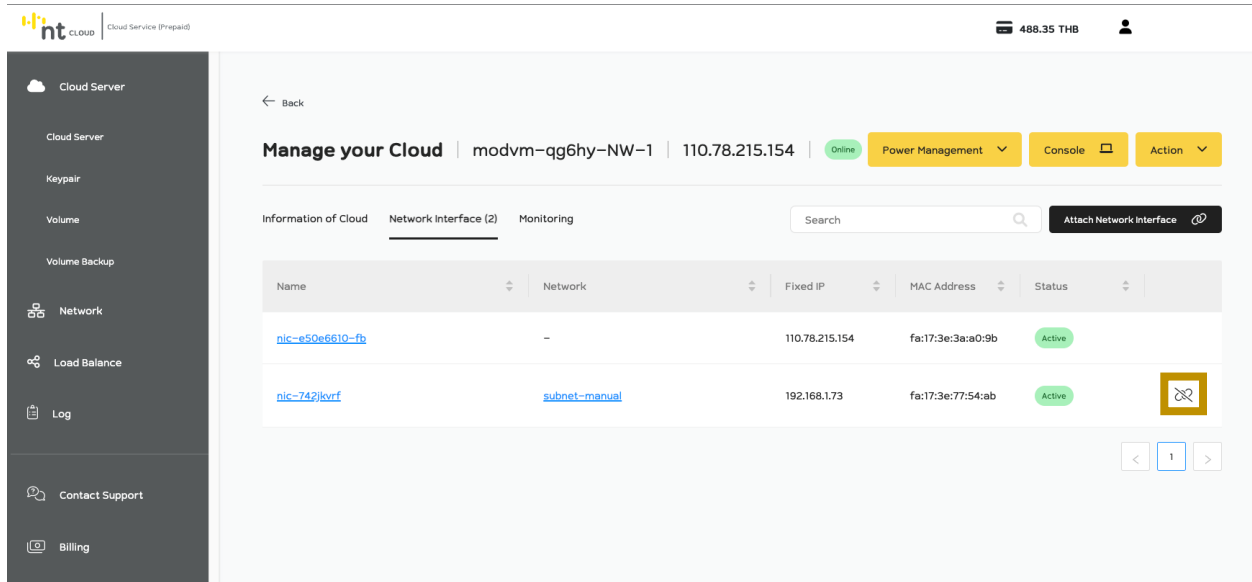 nt CLOUD Cloud Service (Prepaid)
488.35 THB
Cloud Server
Cloud Server
Keypair
Volume
Volume Backup
Network
Load Balance
Log
Contact Support
Billing
Back
Manage your Cloud modvm-qg6hy-NW-1 110.78.215.154 Online Power Management Console Action
Information of Cloud Network Interface (2) Monitoring Search Attach Network Interface
Name Network Fixed IP MAC Address Status
nic-e50e6610-fb - 110.78.215.154 fa:17:3e:3a:a0:9b Active
nic-742jkvrf subnet-manual 192.168.1.73 fa:17:3e:77:54:ab Active
< 1 >